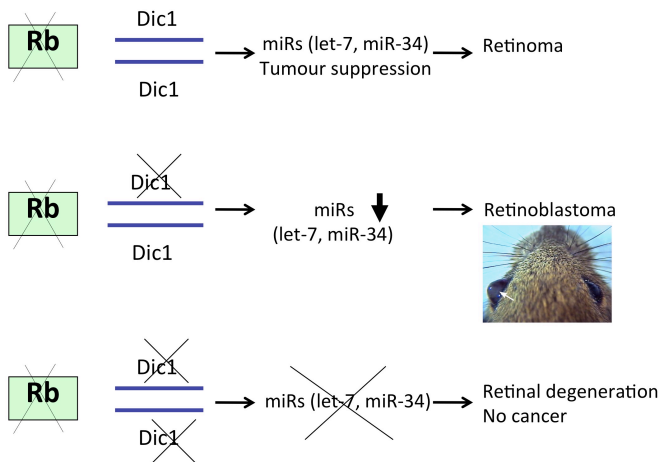 Dic1
Rb
miRs (let-7, miR-34)
Tumour suppression
Retinoma
Dic1
Dic1
Rb
miRs
(let-7, miR-34)
Retinoblastoma
Dic1
Dic1
Rb
miRs (let-7, miR-34)
Retinal degeneration
No cancer
Dic1